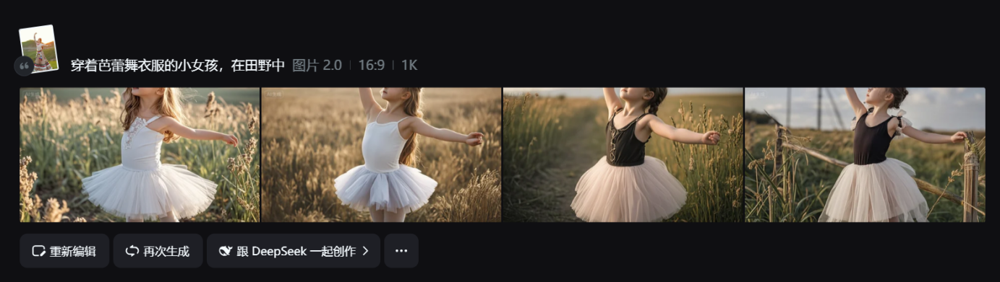 穿着芭蕾舞衣服的小女孩，在田野中 图片 2.0 | 16:9 | 1K
重新编辑 再次生成 跟 DeepSeek 一起创作